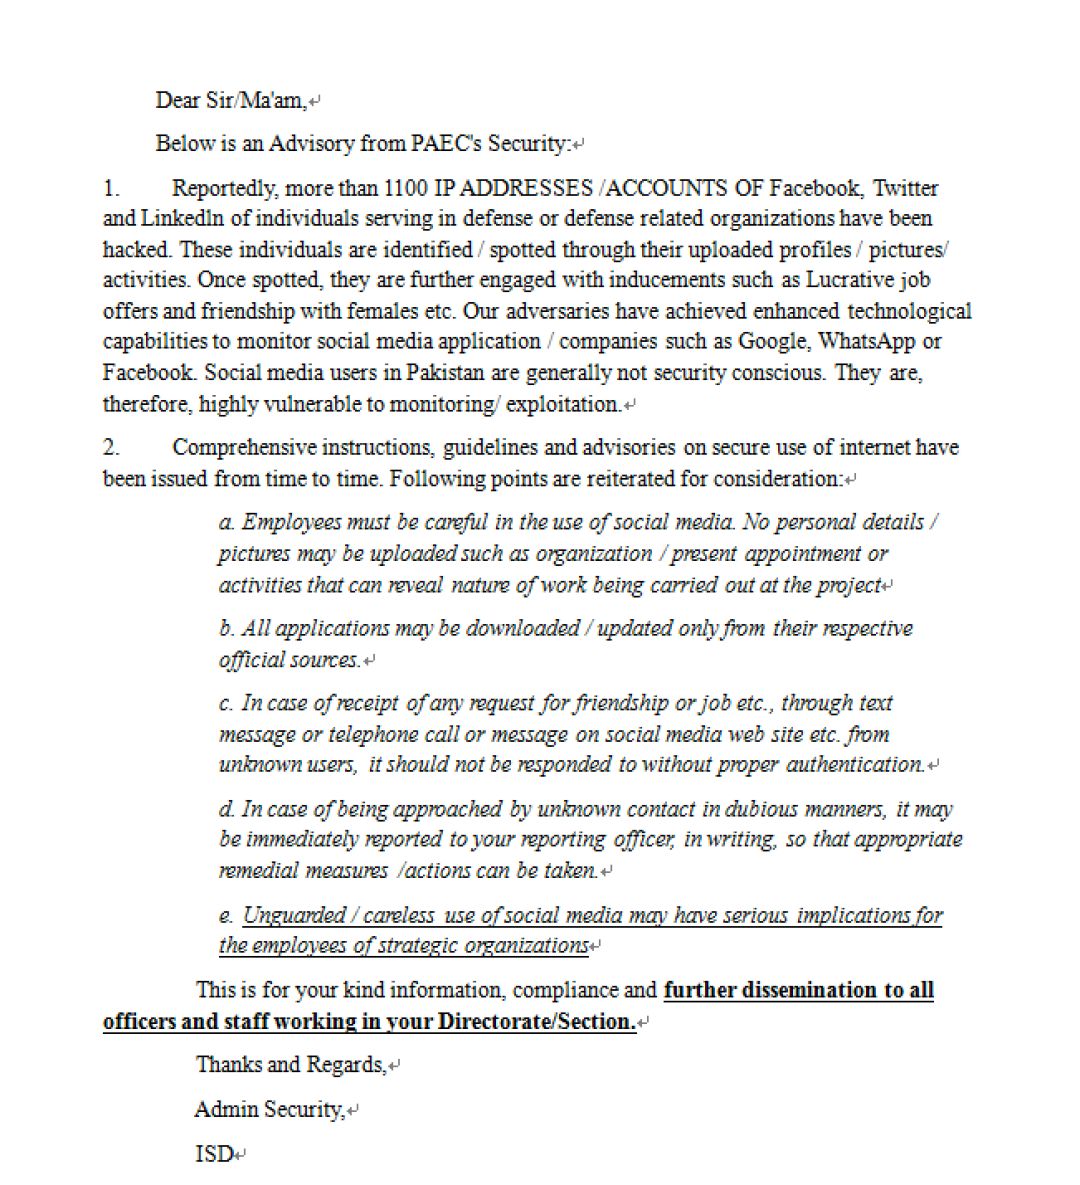 Dear Sir/Ma'am,↵
Below is an Advisory from PAEC's Security:↵
1. Reportedly, more than 1100 IP ADDRESSES /ACCOUNTS OF Facebook, Twitter
and LinkedIn of individuals serving in defense or defense related organizations have been
hacked. These individuals are identified / spotted through their uploaded profiles / pictures/
activities. Once spotted, they are further engaged with inducements such as Lucrative job
offers and friendship with females etc. Our adversaries have achieved enhanced technological
capabilities to monitor social media application / companies such as Google, WhatsApp or
Facebook. Social media users in Pakistan are generally not security conscious. They are,
therefore, highly vulnerable to monitoring/ exploitation.↵
2. Comprehensive instructions, guidelines and advisories on secure use of internet have
been issued from time to time. Following points are reiterated for consideration:↵
a. Employees must be careful in the use of social media. No personal details /
pictures may be uploaded such as organization / present appointment or
activities that can reveal nature of work being carried out at the project↵
b. All applications may be downloaded / updated only from their respective
official sources.↵
c. In case of receipt of any request for friendship or job etc., through text
message or telephone call or message on social media web site etc. from
unknown users, it should not be responded to without proper authentication.↵
d. In case of being approached by unknown contact in dubious manners, it may
be immediately reported to your reporting officer, in writing, so that appropriate
remedial measures /actions can be taken.↵
e. Unguarded / careless use of social media may have serious implications for
the employees of strategic organizations↵
This is for your kind information, compliance and further dissemination to all
officers and staff working in your Directorate/Section.↵
Thanks and Regards,↵
Admin Security,↵
ISD↵